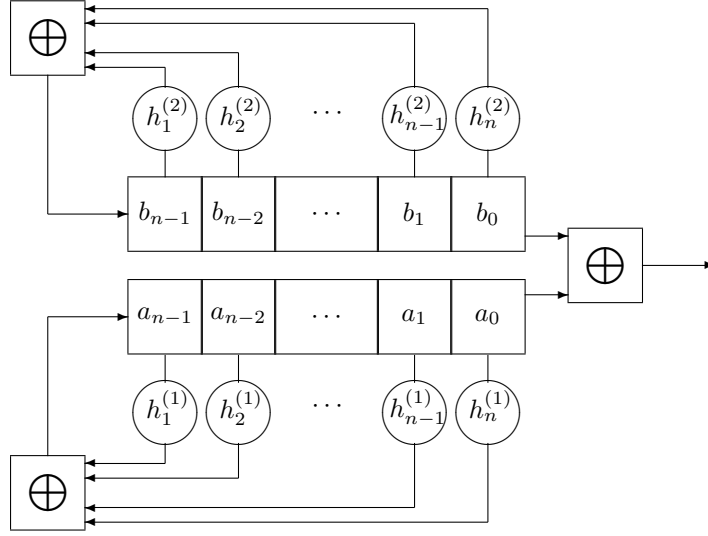 ⊕
h_1^{(2)} h_2^{(2)} ⋯ h_{n-1}^{(2)} h_n^{(2)}
b_{n-1} b_{n-2} ⋯ b_1 b_0
⊕
a_{n-1} a_{n-2} ⋯ a_1 a_0
h_1^{(1)} h_2^{(1)} ⋯ h_{n-1}^{(1)} h_n^{(1)}
⊕